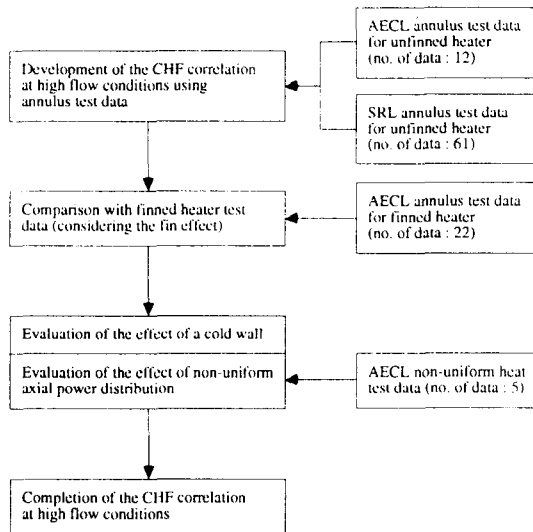 AECL annulus test data
for unfinned heater
(no. of data : 12)
Development of the CHF correlation
at high flow conditions using
annulus test data
SRL annulus test data
for unfinned heater
(no. of data : 61)
Comparison with finned heater test
data (considering the fin effect)
AECL annulus test data
for finned heater
(no. of data : 22)
Evaluation of the effect of a cold wall
Evaluation of the effect of non-uniform
axial power distribution
AECL non-uniform heat
test data (no. of data : 5)
Completion of the CHF correlation
at high flow conditions